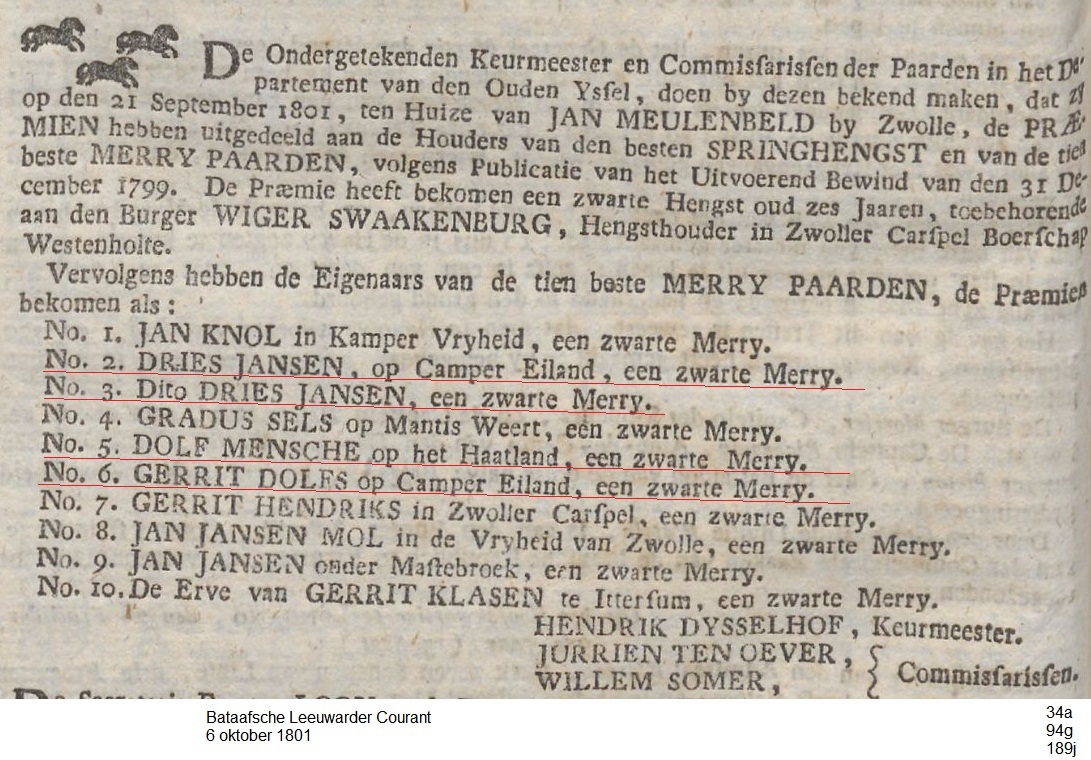 De Ondergetekenden Keurmeester en Commisſarisſen der Paarden in het De-
partement van den Ouden Ysſel, doen by dezen bekend maken, dat zy
op den 21 September 1801, ten Huize van JAN MEULENBELD by Zwolle, de PRÆ-
MIEN hebben uitgedeeld aan de Houders van den besten SPRINGHENGST en van de tien
beste MERRY PAARDEN, volgens Publicatie van het Uitvoerend Bewind van den 31 De-
cember 1799. De Præmie heeft bekomen een zwarte Hengst oud zes Jaaren, toebehorende
aan den Burger WIGER SWAAKENBURG, Hengsthouder in Zwoller Carſpel Boerſchap
Westenholte.
Vervolgens hebben de Eigenaars van de tien beste MERRY PAARDEN, de Præmien
bekomen als:
No. 1. JAN KNOL in Kamper Vryheid, een zwarte Merry.
No. 2. DRIES JANSEN, op Camper Eiland, een zwarte Merry.
No. 3. Dito DRIES JANSEN, een zwarte Merry.
No. 4. GRADUS SELS op Mantis Weert, een zwarte Merry.
No. 5. DOLF MENSCHE op het Haatland, een zwarte Merry.
No. 6. GERRIT DOLFS op Camper Eiland, een zwarte Merry.
No. 7. GERRIT HENDRIKS in Zwoller Carſpel, een zwarte Merry.
No. 8. JAN JANSEN MOL in de Vryheid van Zwolle, een zwarte Merry.
No. 9. JAN JANSEN onder Maſtebroek, een zwarte Merry.
No. 10. De Erve van GERRIT KLASEN te Itterſum, een zwarte Merry.
HENDRIK DYSSELHOF, Keurmeester.
JURRIEN TEN OEVER,
WILLEM SOMER, } Commisſarisſen.
Bataafsche Leeuwarder Courant
6 oktober 1801
34a
94g
189j